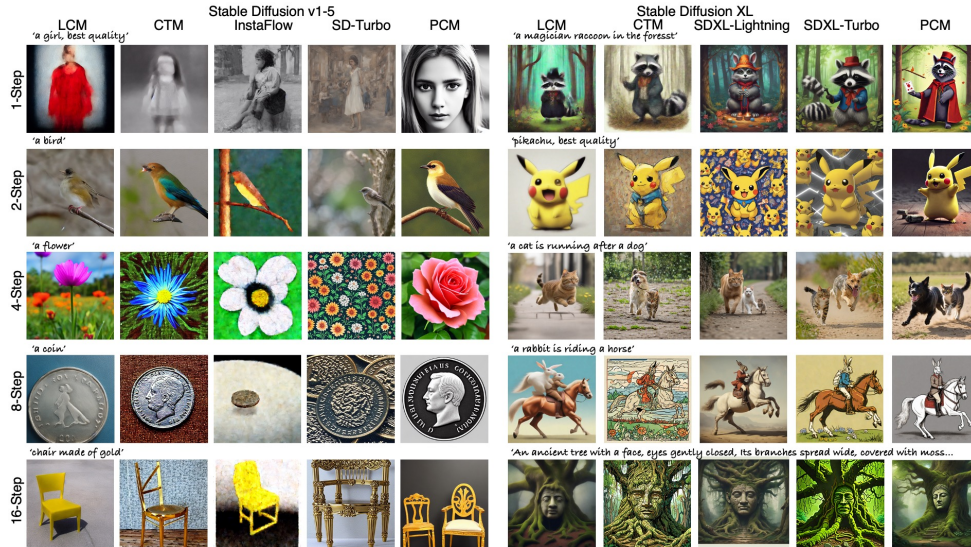 Stable Diffusion v1-5
Stable Diffusion XL
LCM
CTM
InstaFlow
SD-Turbo
PCM
LCM
CTM
SDXL-Lightning
SDXL-Turbo
PCM
'a girl, best quality'
'a magician raccoon in the foresst'
1-Step
'a bird'
'pikachu, best quality'
2-Step
'a flower'
'a cat is running after a dog'
4-Step
'a coin'
'a rabbit is riding a horse'
8-Step
'chair made of gold'
'An ancient tree with a face, eyes gently closed, Its branches spread wide, covered with moss...
16-Step